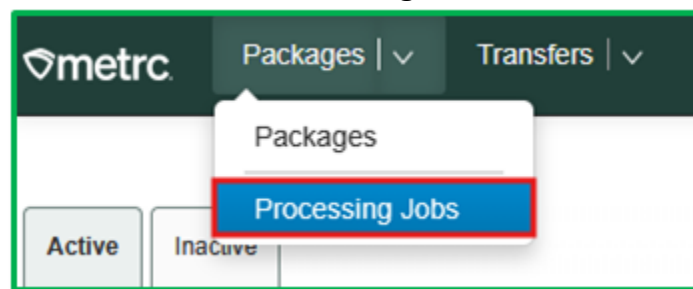 metrc. Packages | Transfers |
Packages
Processing Jobs
Active Inactive